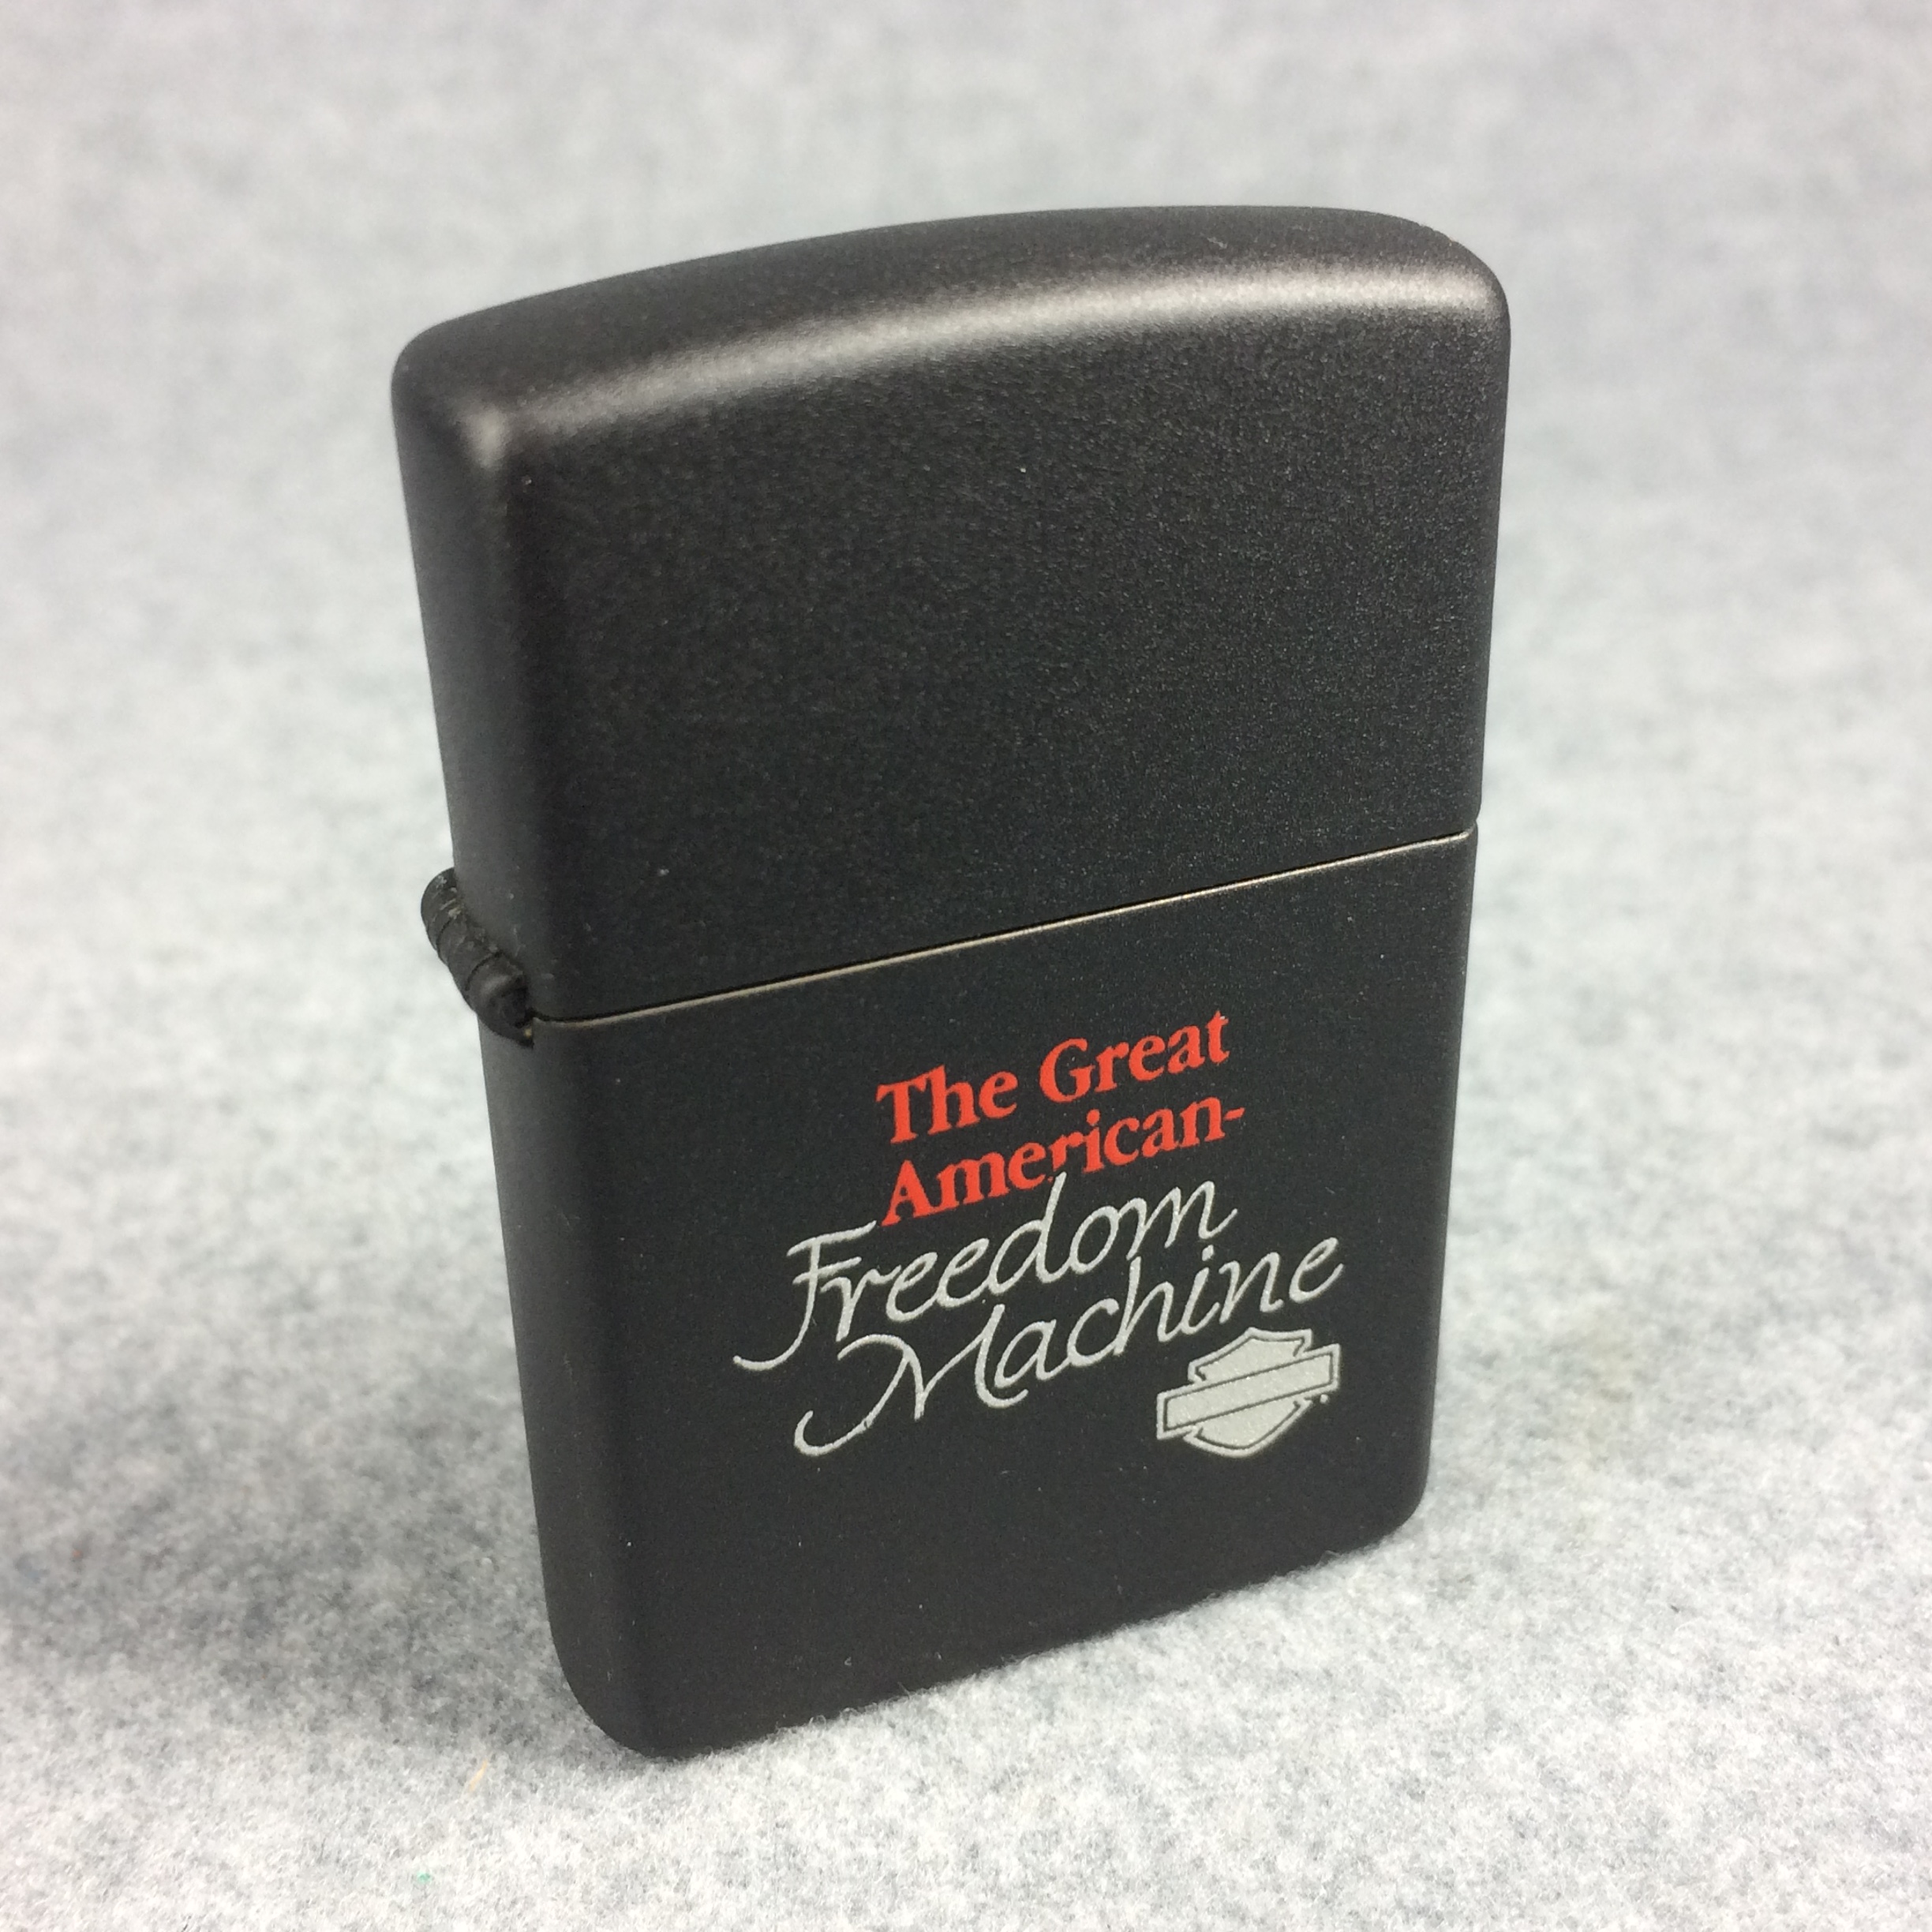 The Great
American-
Freedom
Machine